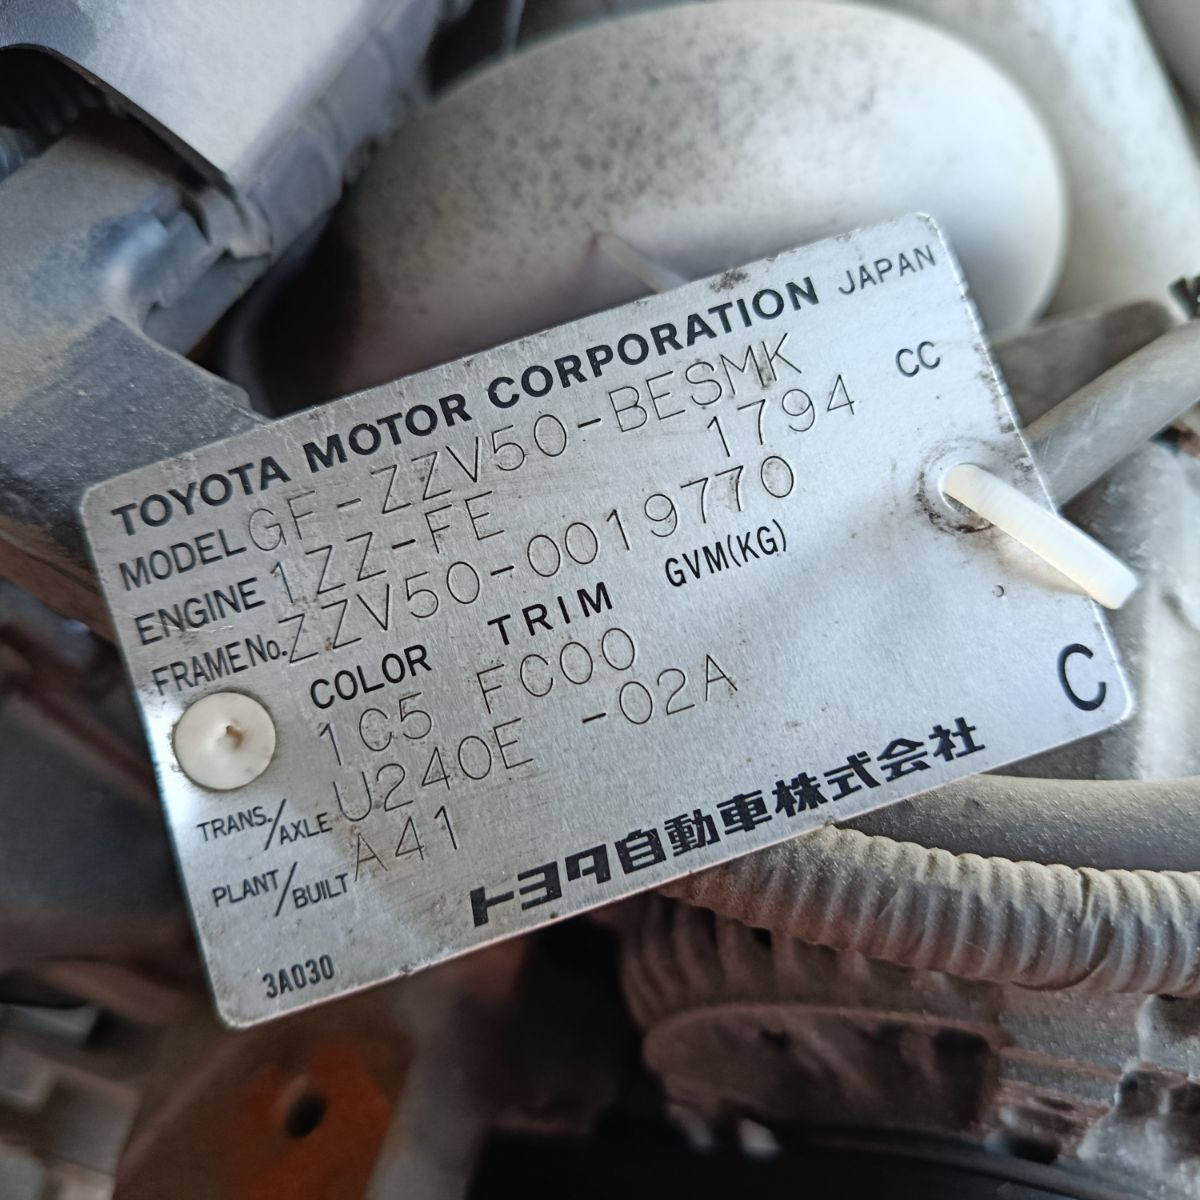 TOYOTA MOTOR CORPORATION JAPAN
MODEL GF-ZZV50-BESMK
ENGINE 1ZZ-FE 1794 CC
FRAME No. ZZV50-0019770
COLOR TRIM GVM(KG)
1C5 FC00
TRANS./AXLE U240E -02A
PLANT/BUILT A41
C
トヨタ自動車株式会社
3A030